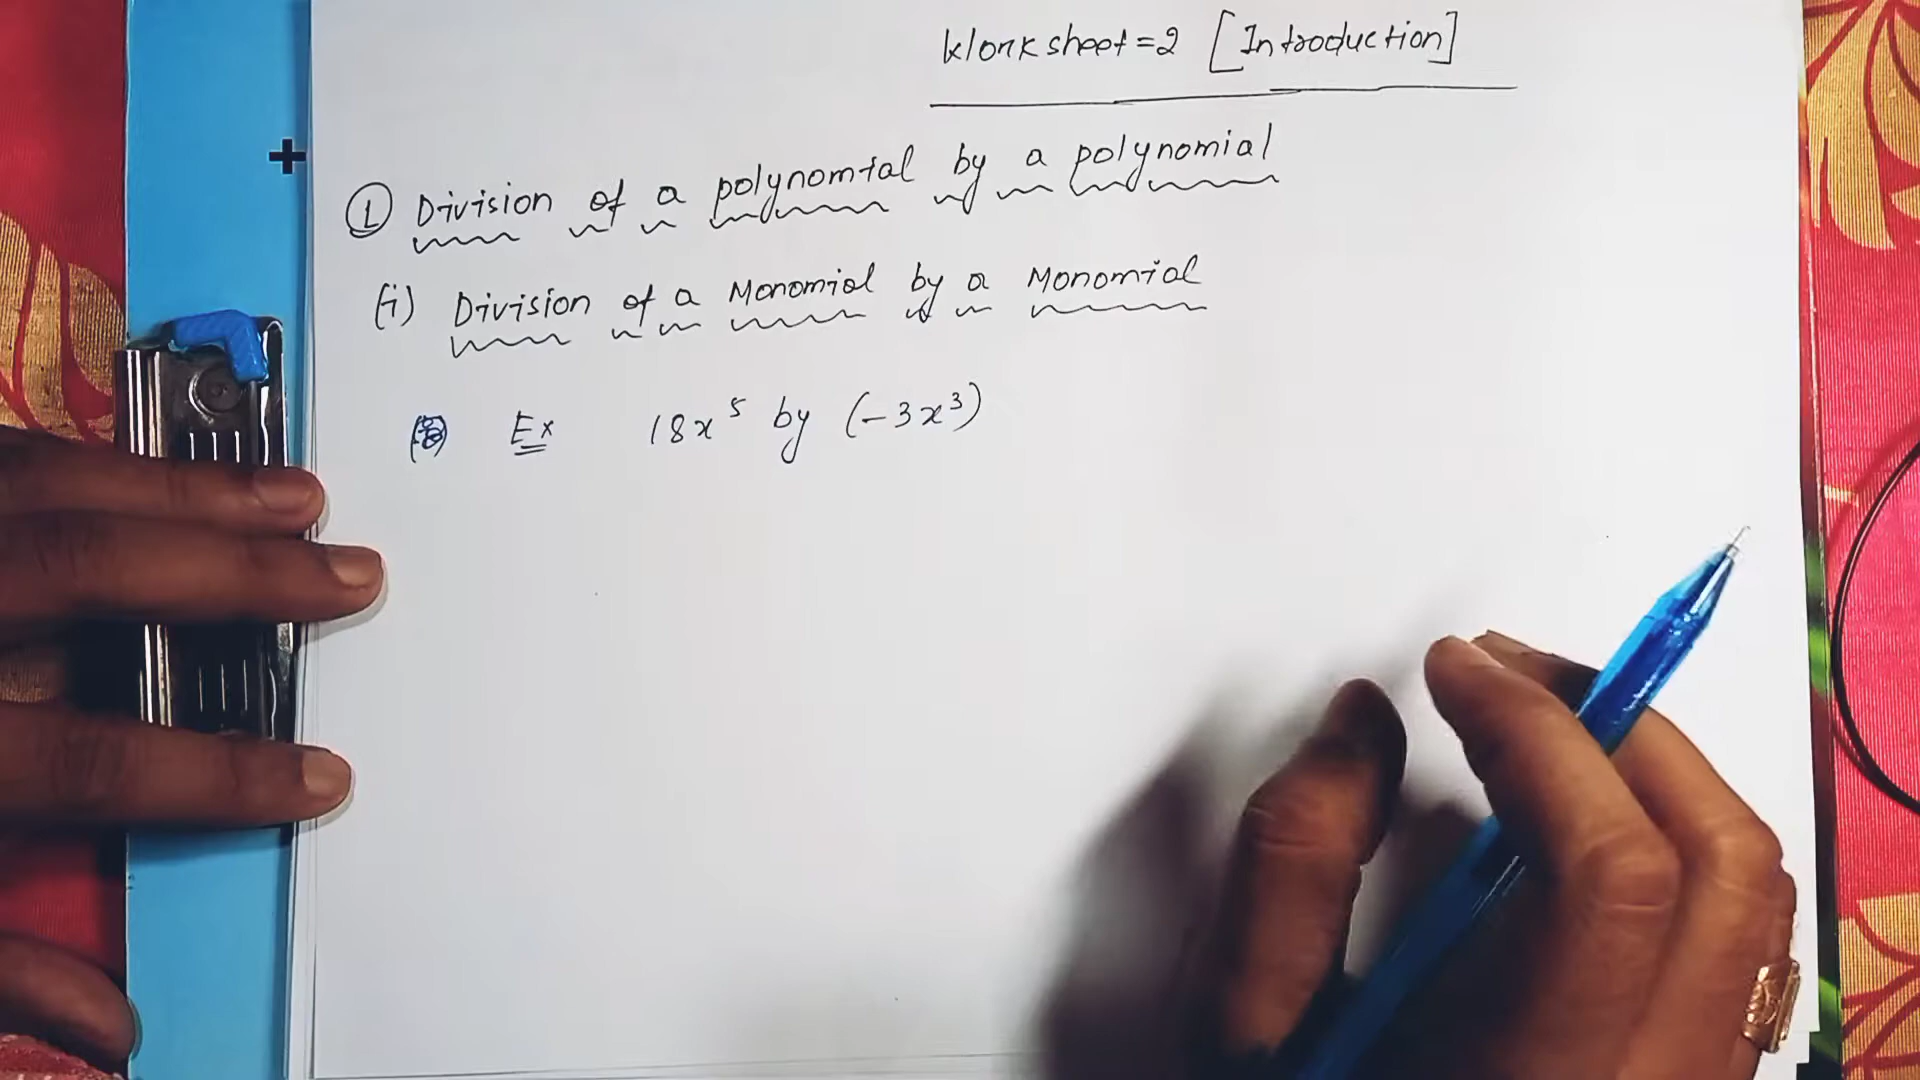 Worksheet=2 [Introduction]
① Division of a polynomial by a polynomial
(i) Division of a Monomial by a Monomial
Ex 18x⁵ by (-3x³)